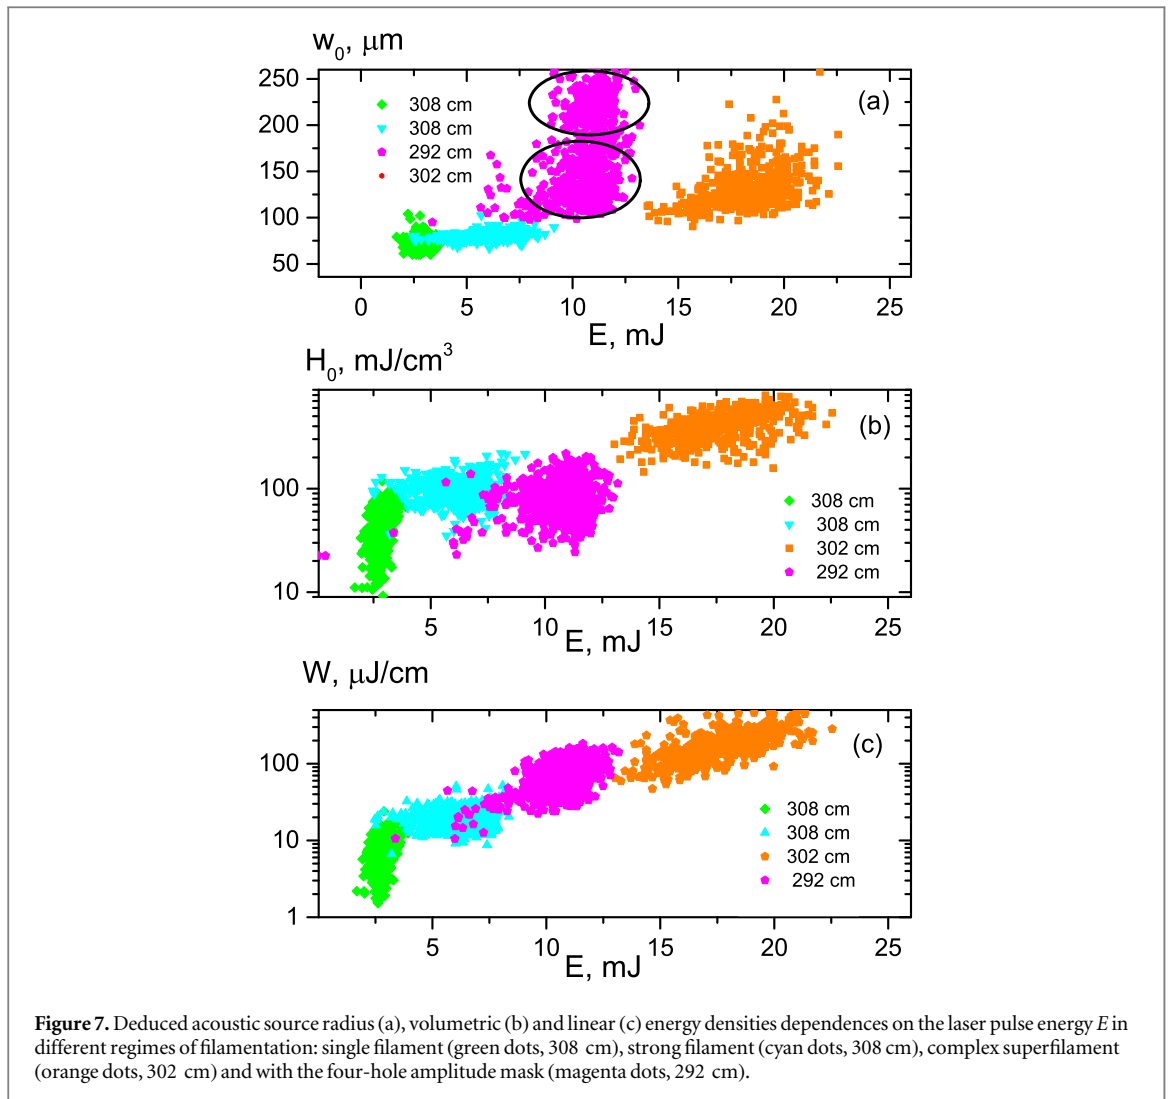 w0, μm
250
200
150
100
50
308 cm
308 cm
292 cm
302 cm
(a)
0 5 10 15 20 25
E, mJ
H0, mJ/cm3
100
10
(b)
308 cm
308 cm
302 cm
292 cm
5 10 15 20 25
E, mJ
W, μJ/cm
100
10
1
(c)
308 cm
308 cm
302 cm
292 cm
5 10 15 20 25
E, mJ
Figure 7. Deduced acoustic source radius (a), volumetric (b) and linear (c) energy densities dependences on the laser pulse energy E in
different regimes of filamentation: single filament (green dots, 308 cm), strong filament (cyan dots, 308 cm), complex superfilament
(orange dots, 302 cm) and with the four-hole amplitude mask (magenta dots, 292 cm).